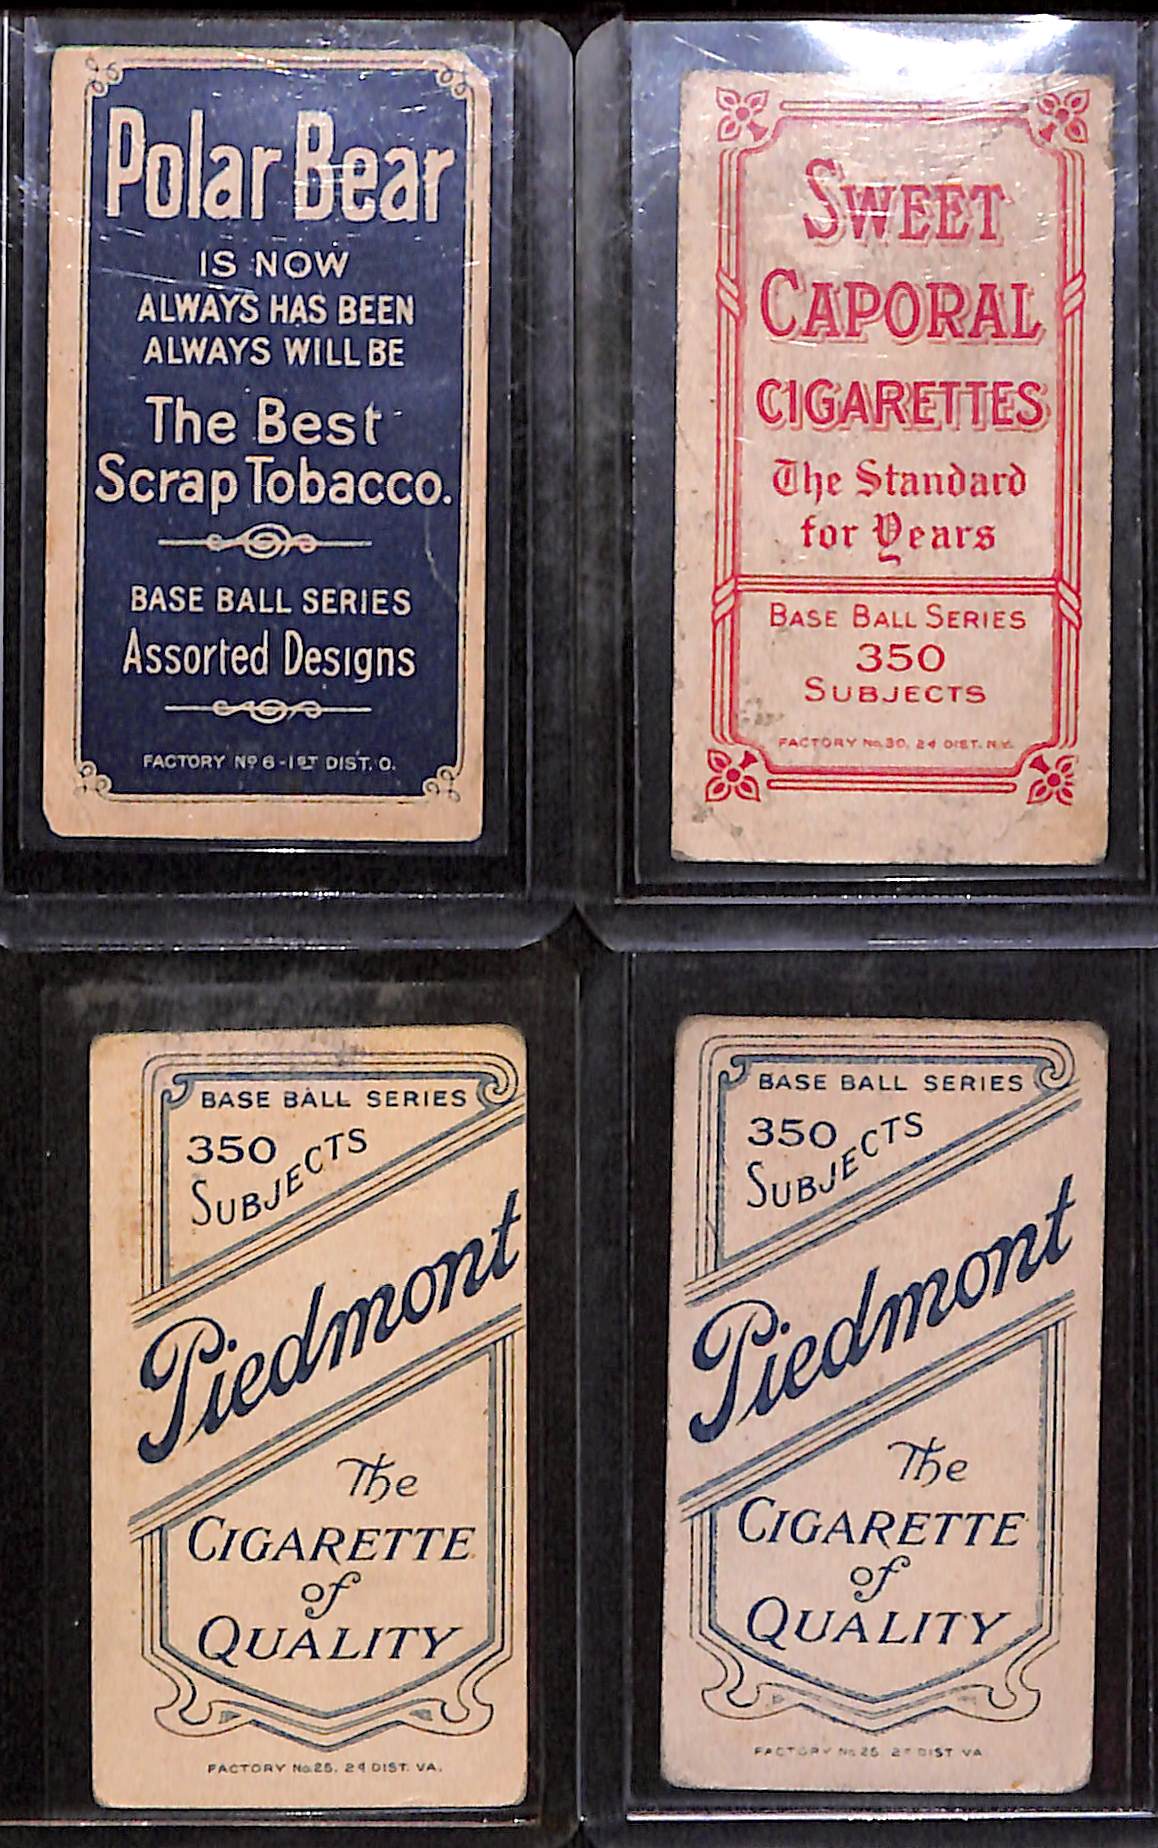 Polar Bear
IS NOW
ALWAYS HAS BEEN
ALWAYS WILL BE
The Best
Scrap Tobacco.
BASE BALL SERIES
Assorted Designs
FACTORY Nº 6 - 1ST DIST. O.
SWEET
CAPORAL
CIGARETTES
The Standard
for Years
BASE BALL SERIES
350
SUBJECTS
FACTORY No. 30, 2d DIST. N.Y.
BASE BALL SERIES
350
SUBJECTS
Piedmont
The
CIGARETTE
of
QUALITY
FACTORY No. 25. 2d DIST. VA.
BASE BALL SERIES
350
SUBJECTS
Piedmont
The
CIGARETTE
of
QUALITY
FACTORY No 25 2d DIST VA